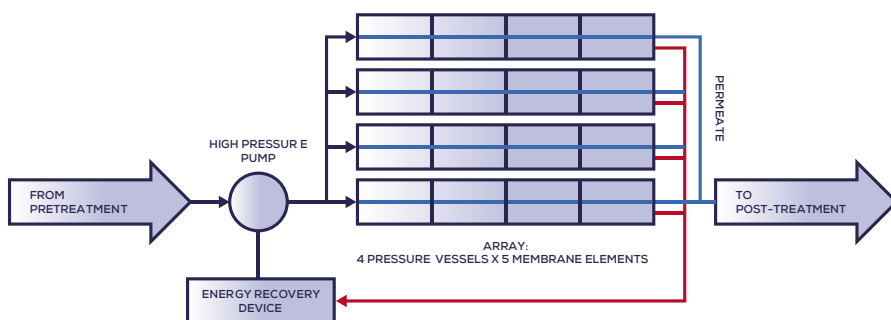 HIGH PRESSUR E
PUMP
FROM
PRETREATMENT
PERMEATE
TO
POST-TREATMENT
ARRAY:
4 PRESSURE VESSELS X 5 MEMBRANE ELEMENTS
ENERGY RECOVERY
DEVICE